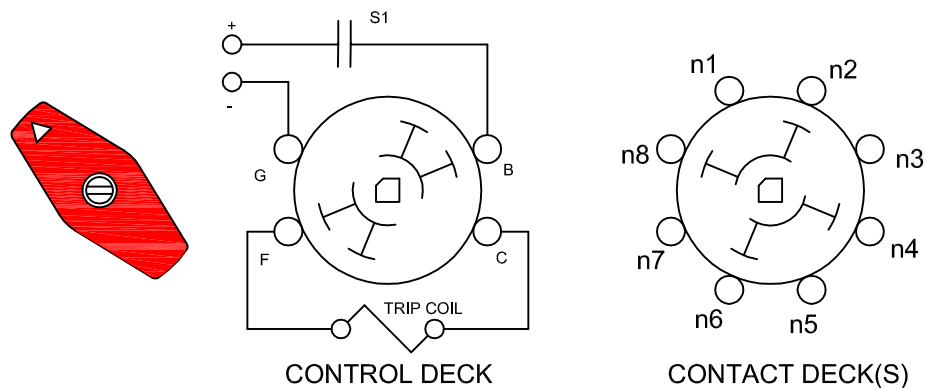 S1
+
-
G
B
F
C
TRIP COIL
CONTROL DECK
n1
n2
n8
n3
n7
n4
n6
n5
CONTACT DECK(S)